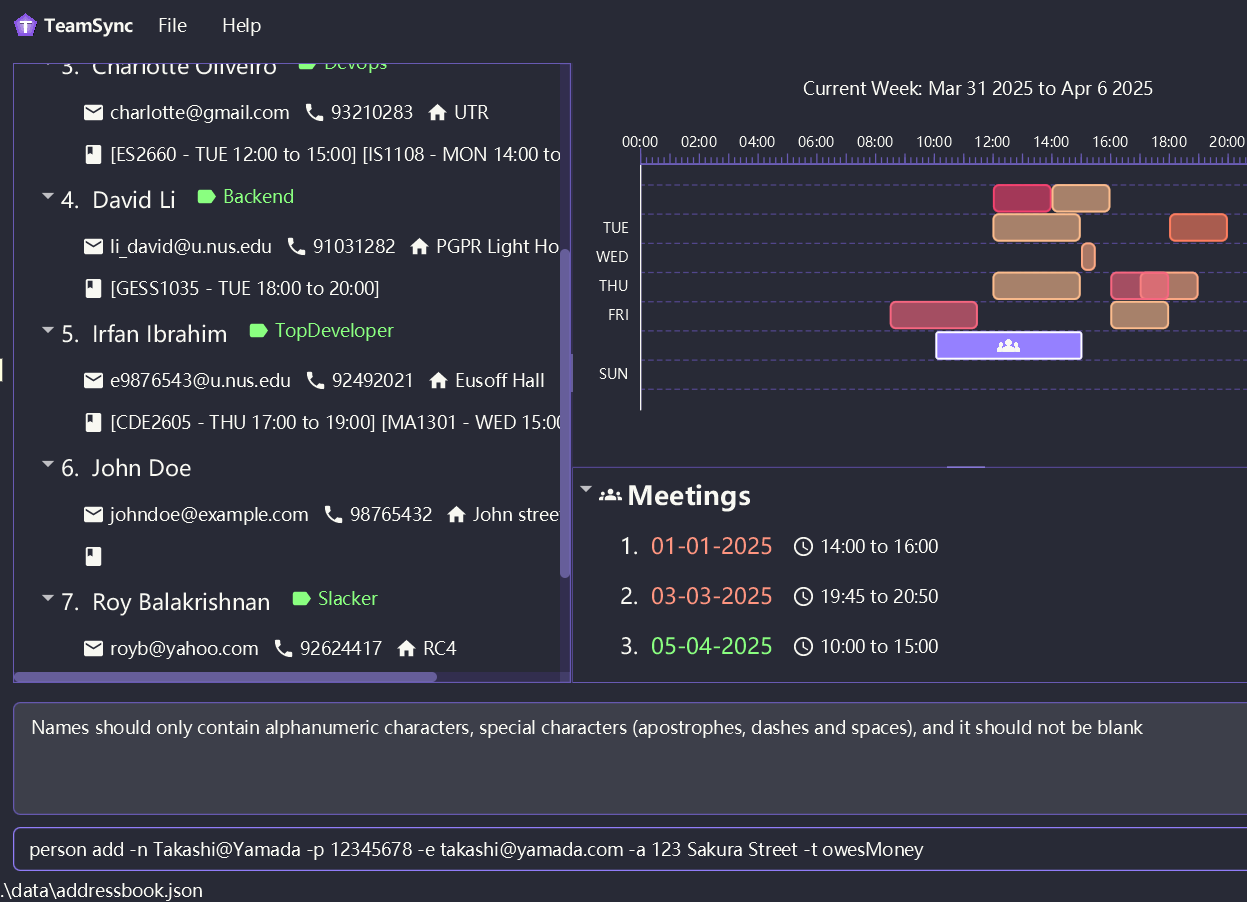 TeamSync File Help
3. Charlotte Oliveiro Devops
charlotte@gmail.com 93210283 UTR
[ES2660 - TUE 12:00 to 15:00] [IS1108 - MON 14:00 to
4. David Li Backend
li_david@u.nus.edu 91031282 PGPR Light Ho
[GESS1035 - TUE 18:00 to 20:00]
5. Irfan Ibrahim TopDeveloper
e9876543@u.nus.edu 92492021 Eusoff Hall
[CDE2605 - THU 17:00 to 19:00] [MA1301 - WED 15:00
6. John Doe
johndoe@example.com 98765432 John stree
7. Roy Balakrishnan Slacker
royb@yahoo.com 92624417 RC4
Current Week: Mar 31 2025 to Apr 6 2025
00:00 02:00 04:00 06:00 08:00 10:00 12:00 14:00 16:00 18:00 20:00
TUE
WED
THU
FRI
SUN
Meetings
1. 01-01-2025 14:00 to 16:00
2. 03-03-2025 19:45 to 20:50
3. 05-04-2025 10:00 to 15:00
Names should only contain alphanumeric characters, special characters (apostrophes, dashes and spaces), and it should not be blank
person add -n Takashi@Yamada -p 12345678 -e takashi@yamada.com -a 123 Sakura Street -t owesMoney
.\data\addressbook.json